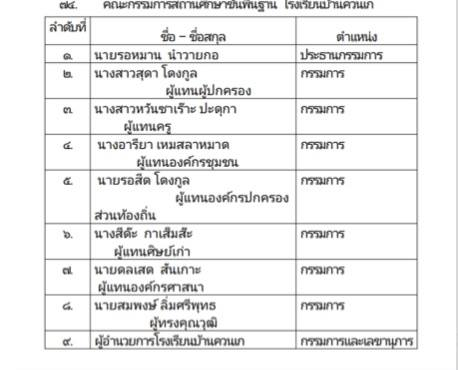 ๗๔. คณะกรรมการสถานศึกษาขั้นพื้นฐาน โรงเรียนบ้านควนเก
ลำดับที่ ชื่อ – ชื่อสกุล ตำแหน่ง
๑. นายรอหมาน นำวายกอ ประธานกรรมการ
๒. นางสาวสุดา โดงกูล กรรมการ
ผู้แทนผู้ปกครอง
๓. นางสาวหวันชาเร๊าะ ปะดุกา กรรมการ
ผู้แทนครู
๔. นางอารียา เหมสลาหมาด กรรมการ
ผู้แทนองค์กรชุมชน
๕. นายรอสีด โดงกูล กรรมการ
ผู้แทนองค์กรปกครอง
ส่วนท้องถิ่น
๖. นางสีด๊ะ กาเส็มส๊ะ กรรมการ
ผู้แทนศิษย์เก่า
๗. นายดลเสด สันเกาะ กรรมการ
ผู้แทนองค์กรศาสนา
๘. นายสมพงษ์ ลิ่มศรีพุทธ กรรมการ
ผู้ทรงคุณวุฒิ
๙. ผู้อำนวยการโรงเรียนบ้านควนเก กรรมการและเลขานุการ